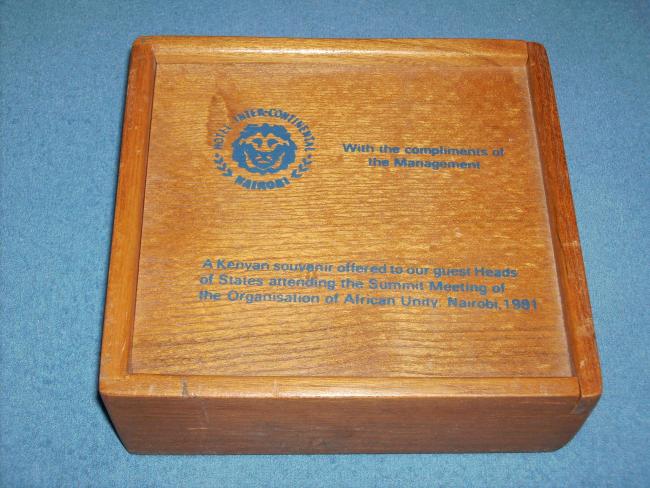 HOTEL INTER-CONTINENTAL
NAIROBI
With the compliments of
the Management
A Kenyan souvenir offered to our guest Heads
of States attending the Summit Meeting of
the Organisation of African Unity. Nairobi, 1981